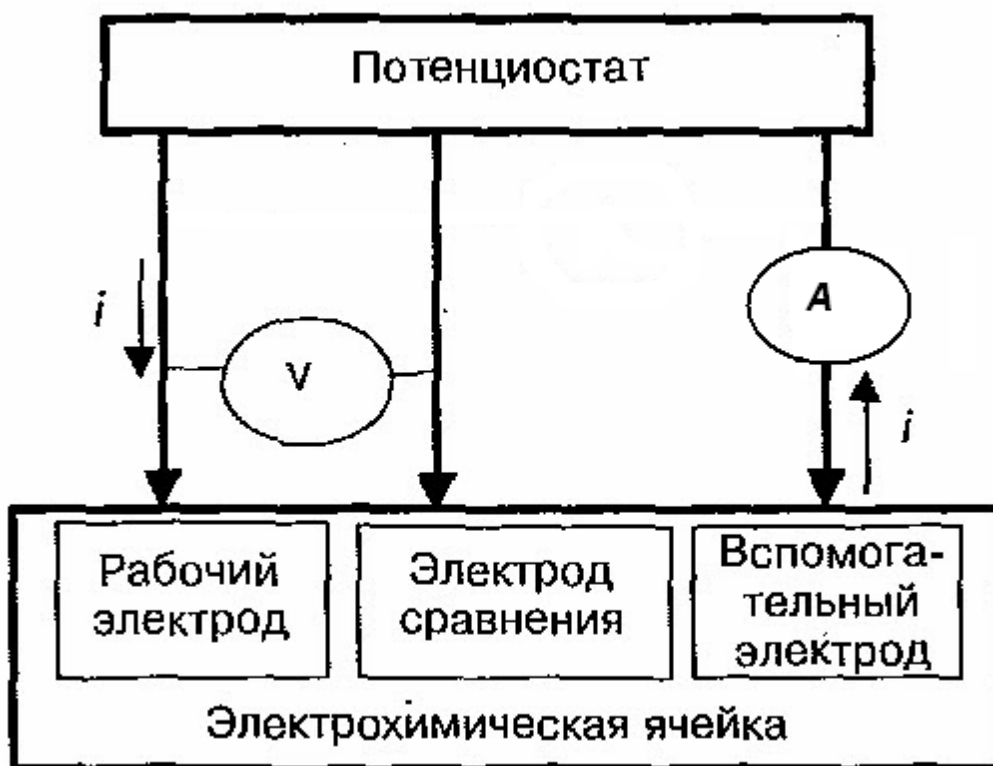 Потенциостат
i
V
A
i
Рабочий
электрод
Электрод
сравнения
Вспомога-
тельный
электрод
Электрохимическая ячейка